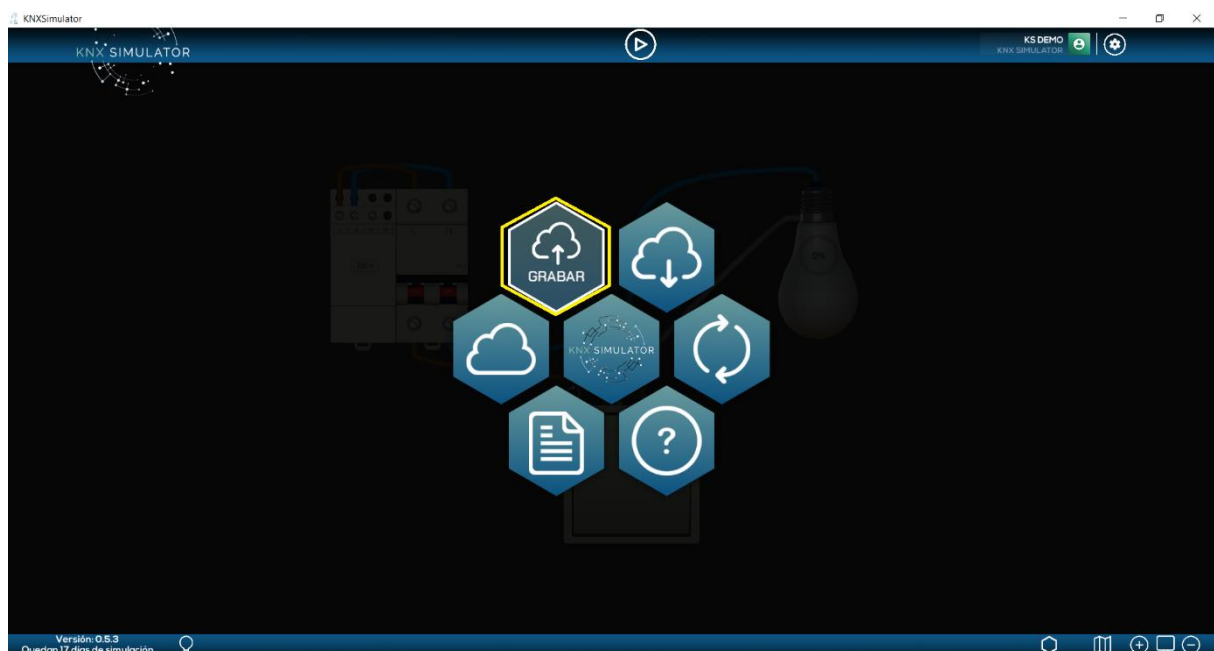 KNXSimulator
KNX SIMULATOR
KS DEMO
KNX SIMULATOR
GRABAR
KNX SIMULATOR
?
Versión: 0.5.3
Quedan 17 días de simulación